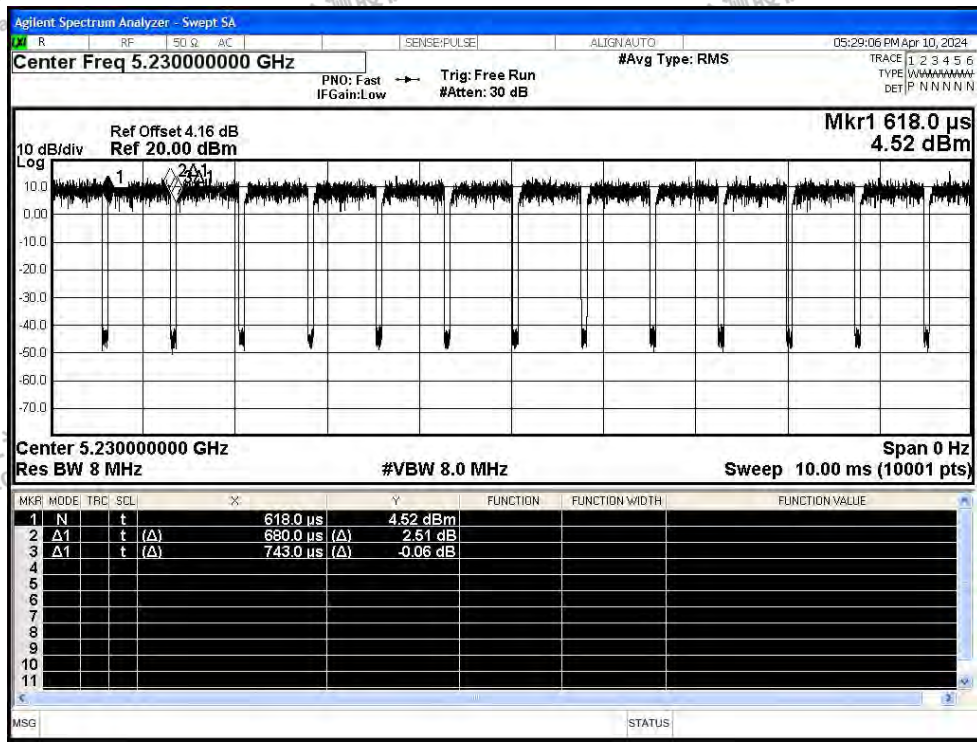 Agilent Spectrum Analyzer - Swept SA
LXI R RF 50 Ω AC SENSE:PULSE ALIGN AUTO 05:29:06 PM Apr 10, 2024
Center Freq 5.230000000 GHz #Avg Type: RMS TRACE 1 2 3 4 5 6
PNO: Fast Trig: Free Run TYPE WWWWWW
IFGain:Low #Atten: 30 dB DET P N N N N N
Mkr1 618.0 µs
4.52 dBm
Ref Offset 4.16 dB
10 dB/div Ref 20.00 dBm
Log
1 2Δ1 3Δ1
10.0
0.00
-10.0
-20.0
-30.0
-40.0
-50.0
-60.0
-70.0
Center 5.230000000 GHz Span 0 Hz
Res BW 8 MHz #VBW 8.0 MHz Sweep 10.00 ms (10001 pts)
MKR MODE TRC SCL X Y FUNCTION FUNCTION WIDTH FUNCTION VALUE
1 N t 618.0 µs 4.52 dBm
2 Δ1 t (Δ) 680.0 µs (Δ) 2.51 dB
3 Δ1 t (Δ) 743.0 µs (Δ) -0.06 dB
4
5
6
7
8
9
10
11
MSG STATUS